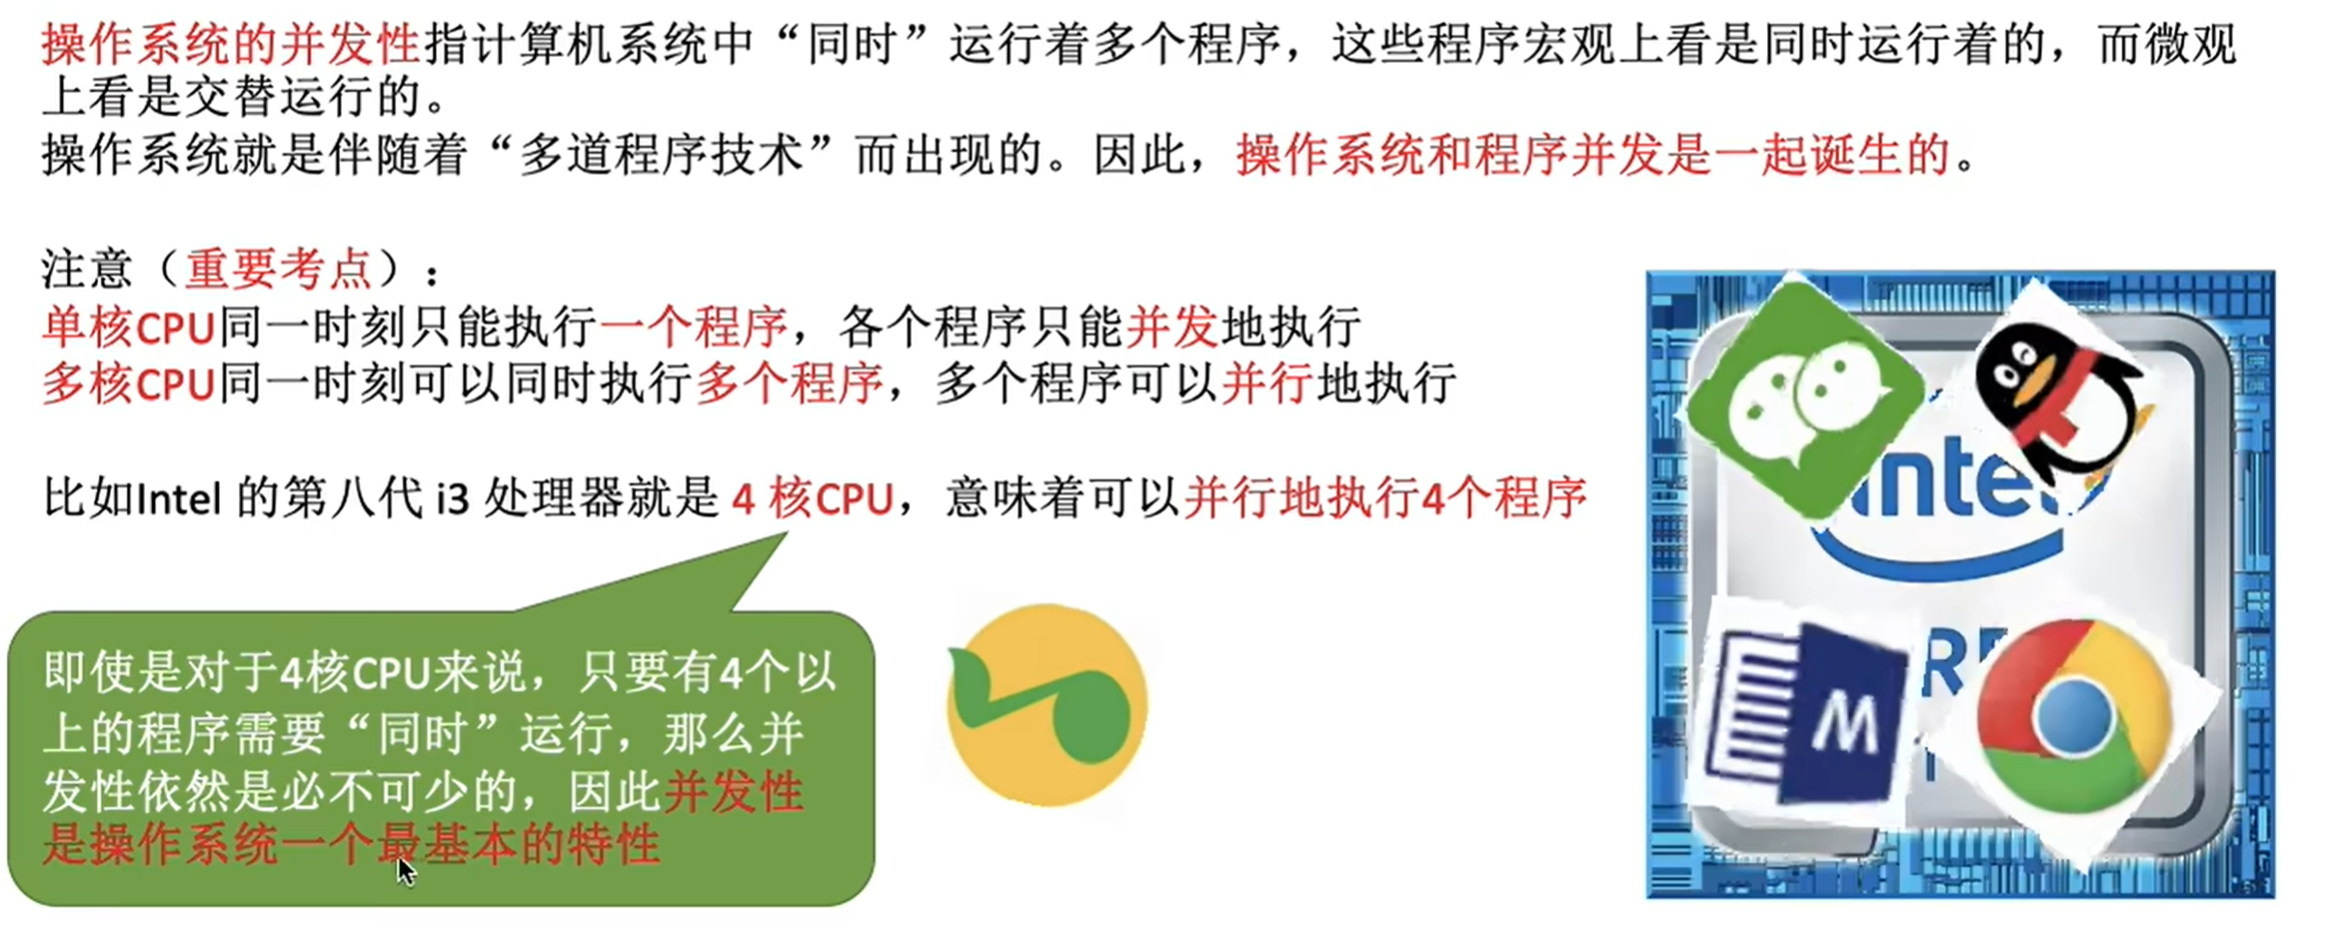 操作系统的并发性指计算机系统中“同时”运行着多个程序，这些程序宏观上看是同时运行着的，而微观
上看是交替运行的。
操作系统就是伴随着“多道程序技术”而出现的。因此，操作系统和程序并发是一起诞生的。
注意（重要考点）：
单核CPU同一时刻只能执行一个程序，各个程序只能并发地执行
多核CPU同一时刻可以同时执行多个程序，多个程序可以并行地执行
比如Intel 的第八代 i3 处理器就是 4 核CPU，意味着可以并行地执行4个程序
即使是对于4核CPU来说，只要有4个以
上的程序需要“同时”运行，那么并
发性依然是必不可少的，因此并发性
是操作系统一个最基本的特性
intel
W